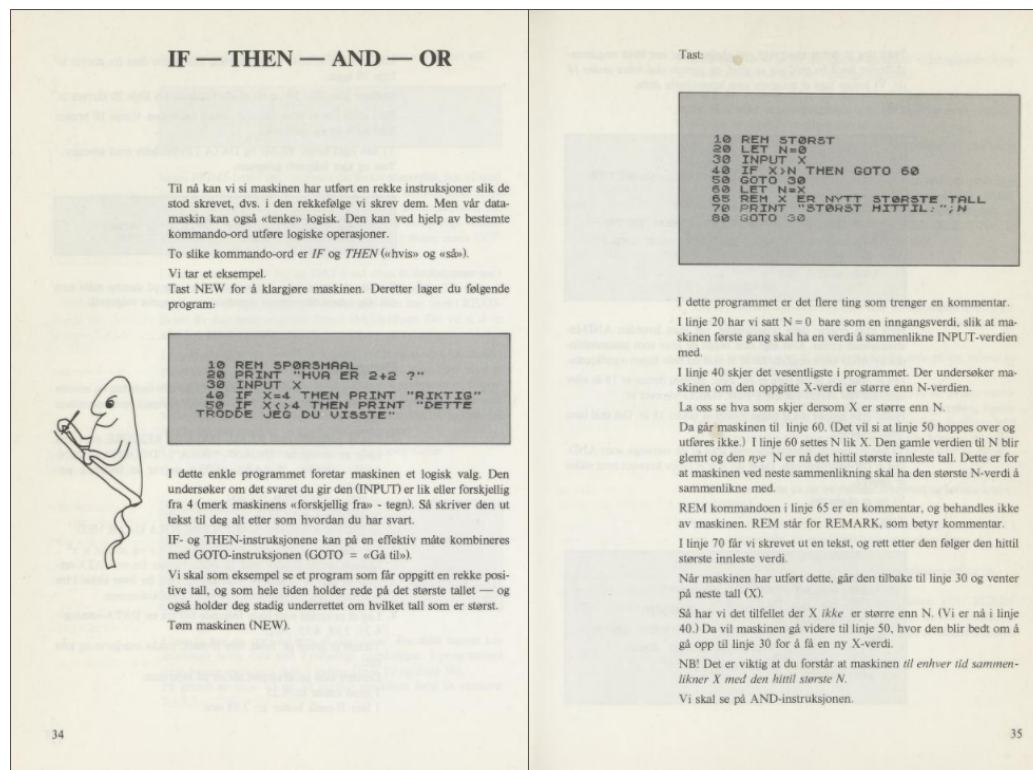 IF — THEN — AND — OR
Til nå kan vi si maskinen har utført en rekke instruksjoner slik de
stod skrevet, dvs. i den rekkefølge vi skrev dem. Men vår data-
maskin kan også «tenke» logisk. Den kan ved hjelp av bestemte
kommando-ord utføre logiske operasjoner.
To slike kommando-ord er IF og THEN («hvis» og «så»).
Vi tar et eksempel.
Tast NEW for å klargjøre maskinen. Deretter lager du følgende
program:
10 REM SPØRSMAAL
20 PRINT "HVA ER 2+2 ?"
30 INPUT X
40 IF X=4 THEN PRINT "RIKTIG"
50 IF X<>4 THEN PRINT "DETTE
TRODDE JEG DU VISSTE"
I dette enkle programmet foretar maskinen et logisk valg. Den
undersøker om det svaret du gir den (INPUT) er lik eller forskjellig
fra 4 (merk maskinens «forskjellig fra» - tegn). Så skriver den ut
tekst til deg alt etter som hvordan du har svart.
IF- og THEN-instruksjonene kan på en effektiv måte kombineres
med GOTO-instruksjonen (GOTO = «Gå til»).
Vi skal som eksempel se et program som får oppgitt en rekke posi-
tive tall, og som hele tiden holder rede på det største tallet — og
også holder deg stadig underrettet om hvilket tall som er størst.
Tøm maskinen (NEW).
34
Tast:
10 REM STØRST
20 LET N=0
30 INPUT X
40 IF X>N THEN GOTO 60
50 GOTO 30
60 LET N=X
65 REM X ER NYTT STØRSTE TALL
70 PRINT "STØRST HITTIL:";N
80 GOTO 30
I dette programmet er det flere ting som trenger en kommentar.
I linje 20 har vi satt N = 0 bare som en inngangsverdi, slik at ma-
skinen første gang skal ha en verdi å sammenlikne INPUT-verdien
med.
I linje 40 skjer det vesentligste i programmet. Der undersøker ma-
skinen om den oppgitte X-verdi er større enn N-verdien.
La oss se hva som skjer dersom X er større enn N.
Da går maskinen til linje 60. (Det vil si at linje 50 hoppes over og
utføres ikke.) I linje 60 settes N lik X. Den gamle verdien til N blir
glemt og den nye N er nå det hittil største innleste tall. Dette er for
at maskinen ved neste sammenlikning skal ha den største N-verdi å
sammenlikne med.
REM kommandoen i linje 65 er en kommentar, og behandles ikke
av maskinen. REM står for REMARK, som betyr kommentar.
I linje 70 får vi skrevet ut en tekst, og rett etter den følger den hittil
største innleste verdi.
Når maskinen har utført dette, går den tilbake til linje 30 og venter
på neste tall (X).
Så har vi det tilfellet der X ikke er større enn N. (Vi er nå i linje
40.) Da vil maskinen gå videre til linje 50, hvor den blir bedt om å
gå opp til linje 30 for å få en ny X-verdi.
NB! Det er viktig at du forstår at maskinen til enhver tid sammen-
likner X med den hittil største N.
Vi skal se på AND-instruksjonen.
35